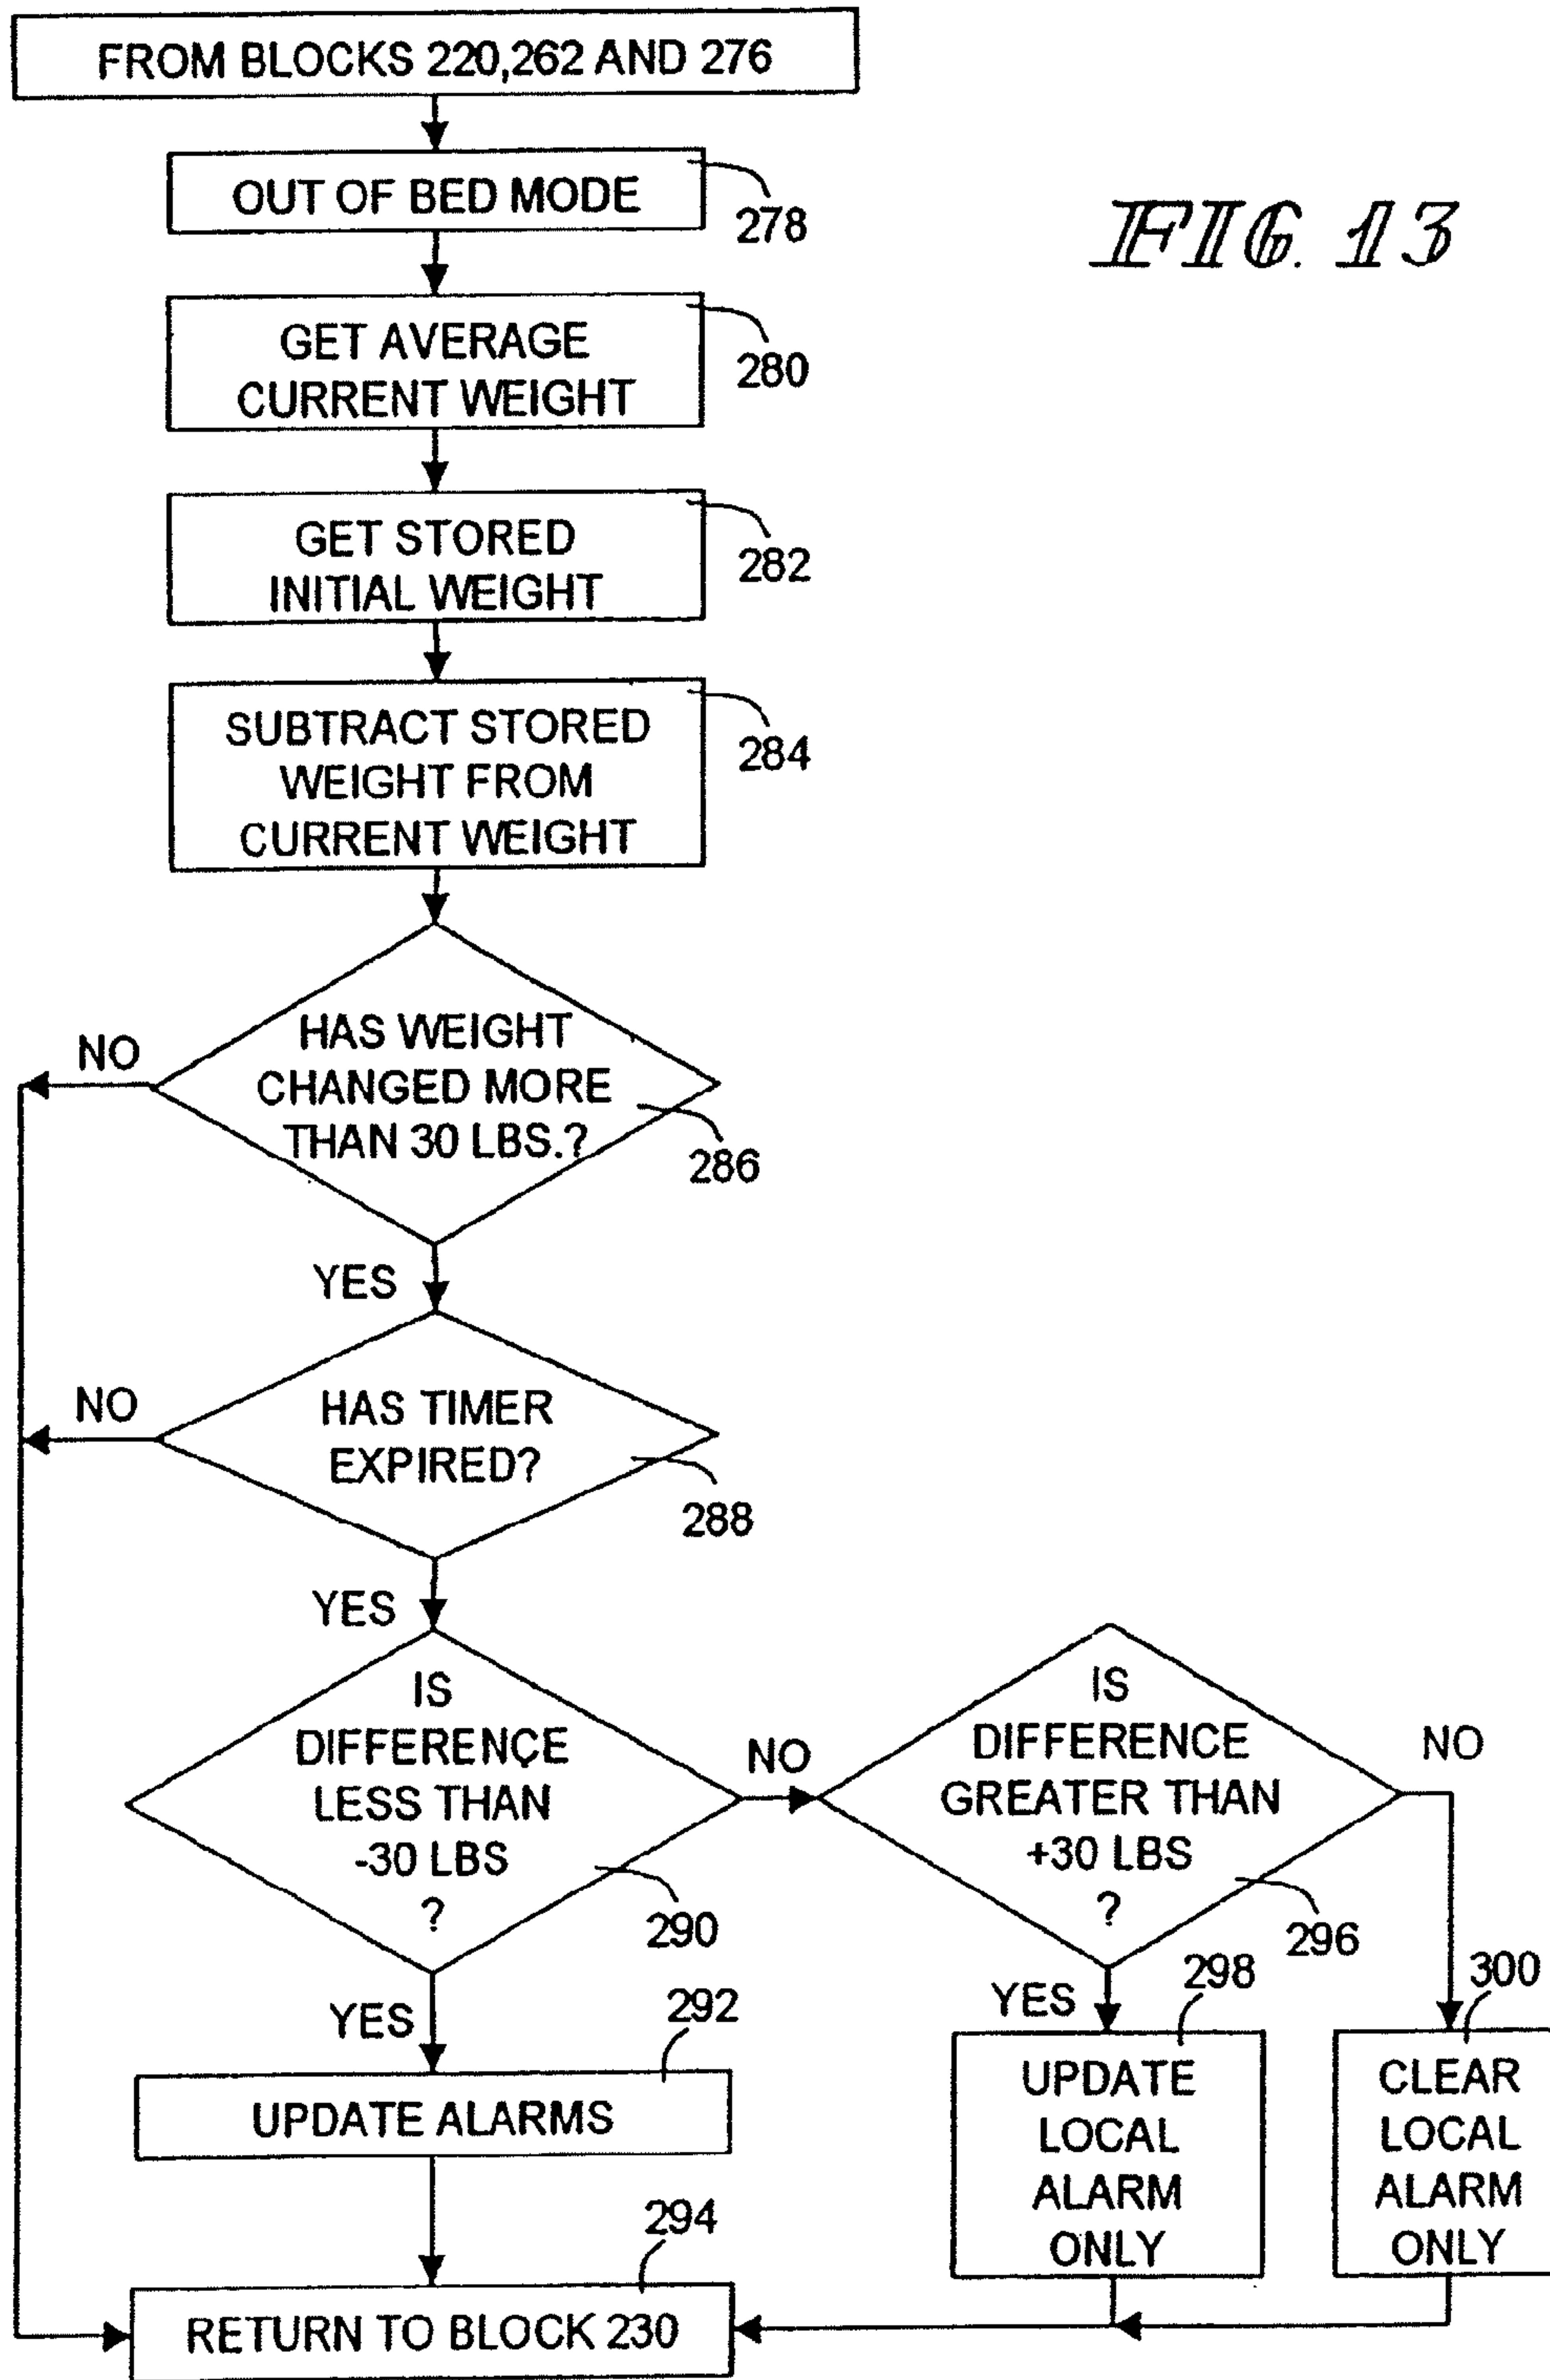 FROM BLOCKS 220,262 AND 276
OUT OF BED MODE
278
FIG. 13
GET AVERAGE
CURRENT WEIGHT
280
GET STORED
INITIAL WEIGHT
282
SUBTRACT STORED
WEIGHT FROM
CURRENT WEIGHT
284
HAS WEIGHT
CHANGED MORE
THAN 30 LBS.?
286
NO
YES
HAS TIMER
EXPIRED?
288
NO
YES
IS
DIFFERENCE
LESS THAN
-30 LBS
?
290
NO
YES
IS
DIFFERENCE
GREATER THAN
+30 LBS
?
296
NO
YES
292
UPDATE ALARMS
298
UPDATE
LOCAL
ALARM
ONLY
300
CLEAR
LOCAL
ALARM
ONLY
294
RETURN TO BLOCK 230